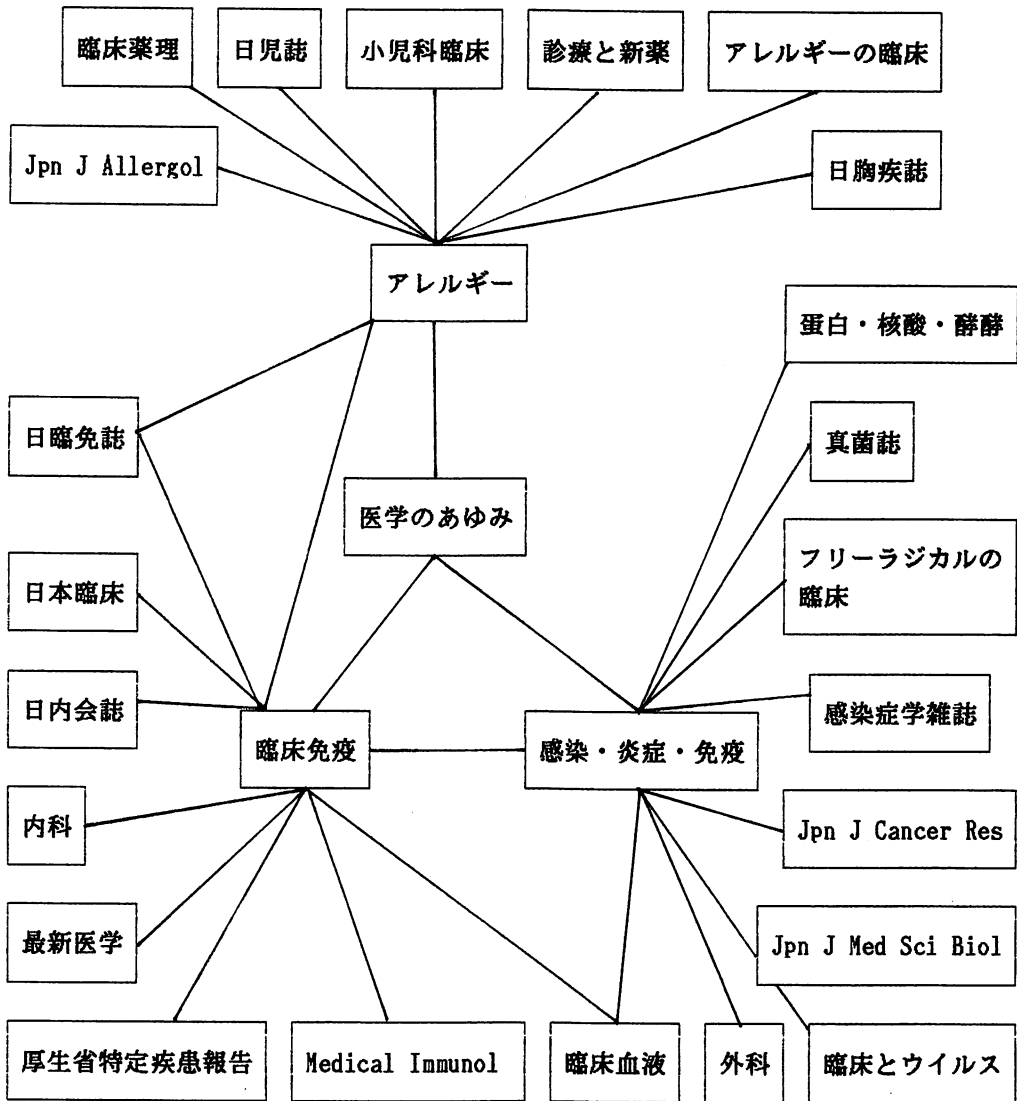 臨床薬理
日児誌
小児科臨床
診療と新薬
アレルギーの臨床
Jpn J Allergol
日胸疾誌
アレルギー
蛋白・核酸・酵酵
日臨免誌
真菌誌
医学のあゆみ
フリーラジカルの
臨床
日本臨床
日内会誌
感染症学雑誌
臨床免疫
感染・炎症・免疫
内科
Jpn J Cancer Res
最新医学
Jpn J Med Sci Biol
厚生省特定疾患報告
Medical Immunol
臨床血液
外科
臨床とウイルス